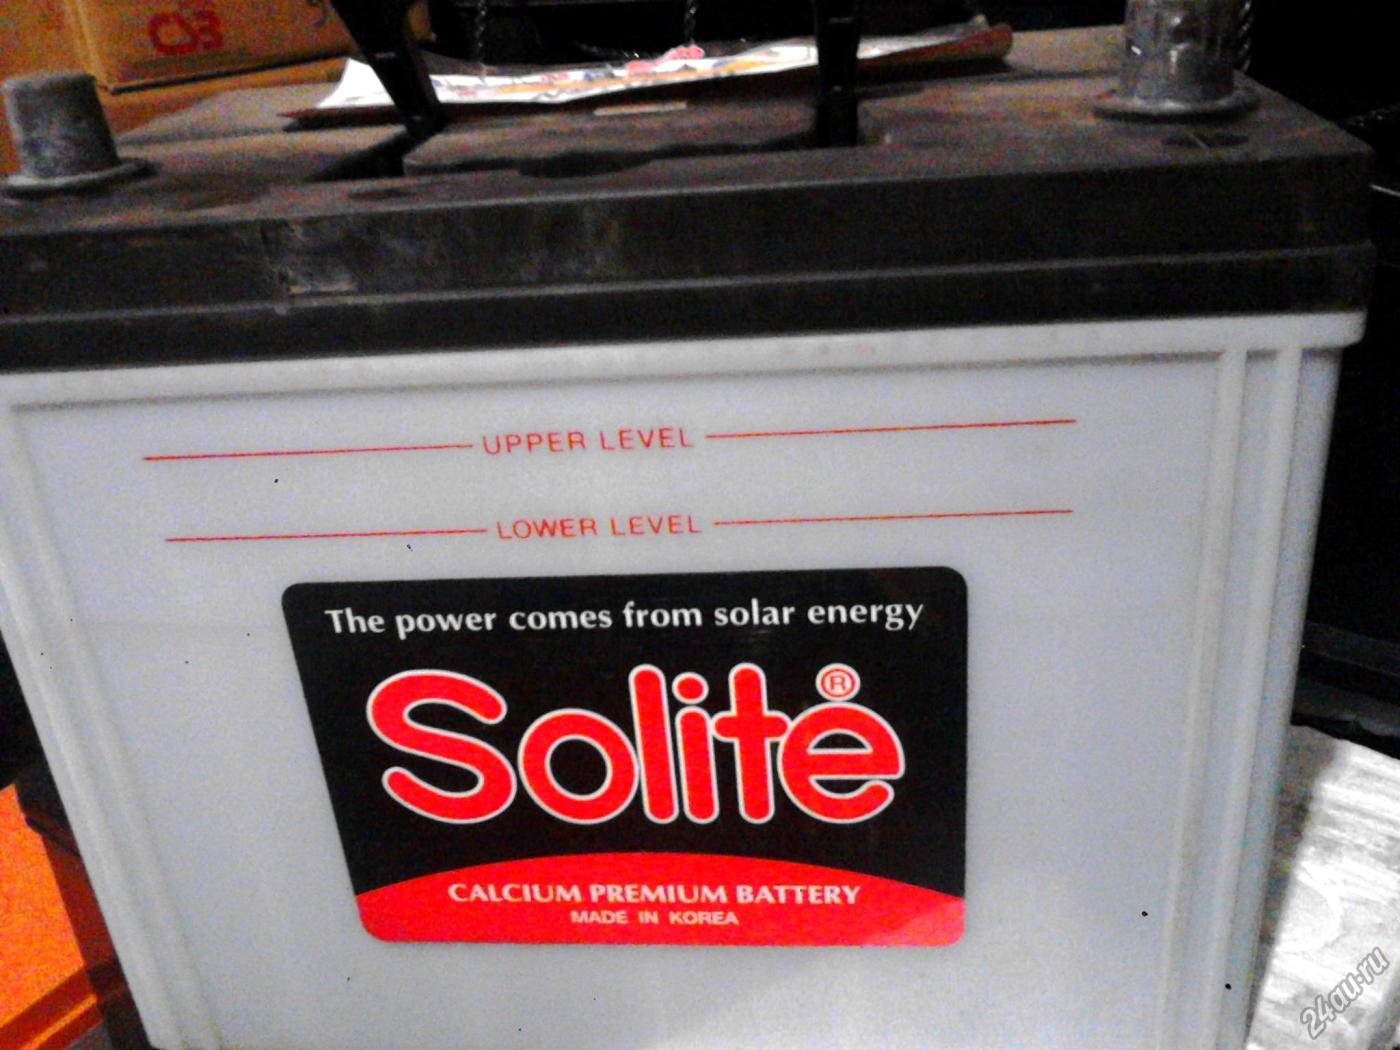 CSB
UPPER LEVEL
LOWER LEVEL
The power comes from solar energy
Solite®
CALCIUM PREMIUM BATTERY
MADE IN KOREA
24au.ru